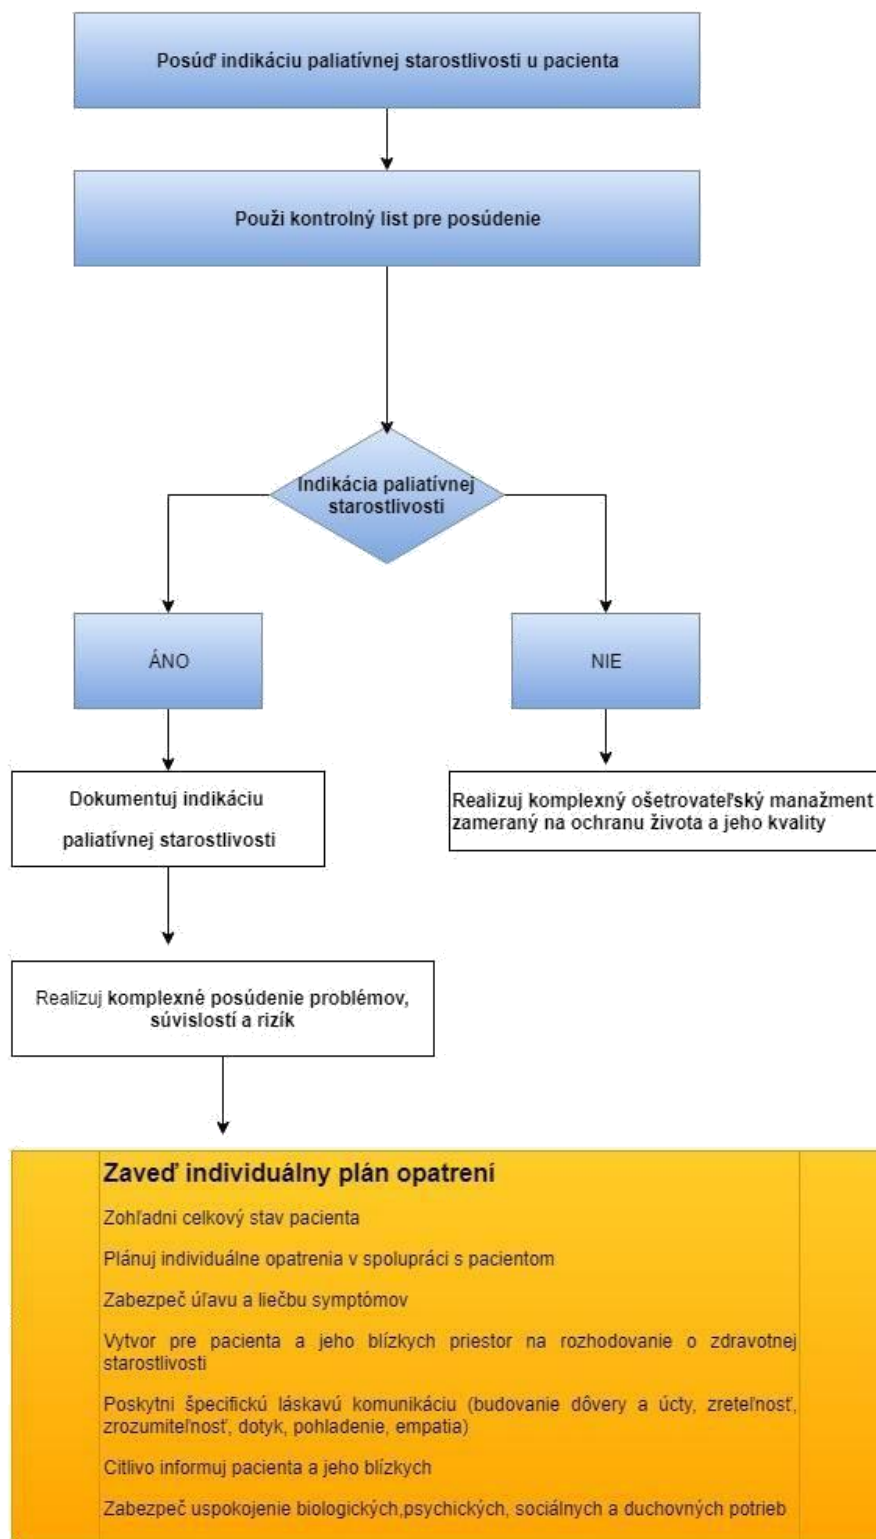 Posúď indikáciu paliatívnej starostlivosti u pacienta
Použi kontrolný list pre posúdenie
Indikácia paliatívnej
starostlivosti
ÁNO
NIE
Dokumentuj indikáciu
paliatívnej starostlivosti
Realizuj komplexný ošetrovateľský manažment
zameraný na ochranu života a jeho kvality
Realizuj komplexné posúdenie problémov,
súvislostí a rizík
Zaveď individuálny plán opatrení
Zohľadni celkový stav pacienta
Plánuj individuálne opatrenia v spolupráci s pacientom
Zabezpeč úľavu a liečbu symptómov
Vytvor pre pacienta a jeho blízkych priestor na rozhodovanie o zdravotnej
starostlivosti
Poskytni špecifickú láskavú komunikáciu (budovanie dôvery a úcty, zreteľnosť,
zrozumiteľnosť, dotyk, pohladenie, empatia)
Citlivo informuj pacienta a jeho blízkych
Zabezpeč uspokojenie biologických,psychických, sociálnych a duchovných potrieb